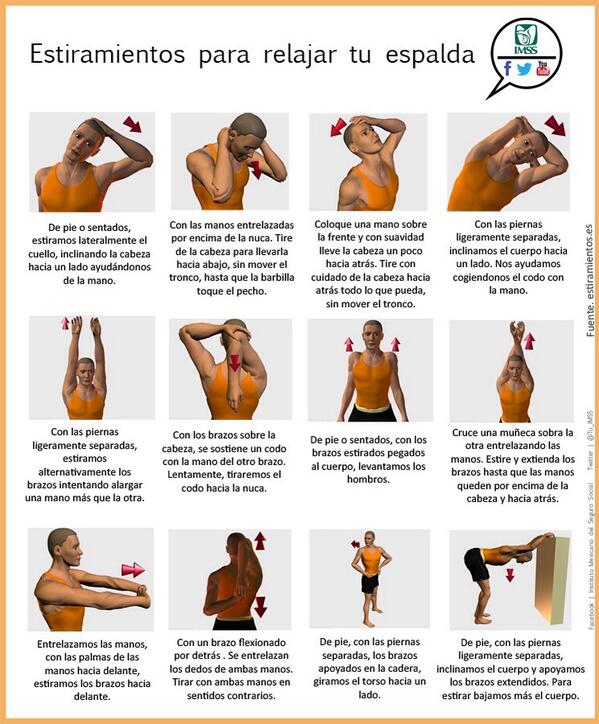 Estiramientos para relajar tu espalda
IMSS
You
Tube
De pie o sentados,
estiramos lateralmente el
cuello, inclinando la cabeza
hacia un lado ayudándonos
de la mano.
Con las manos entrelazadas
por encima de la nuca. Tire
de la cabeza para llevarla
hacia abajo, sin mover el
tronco, hasta que la barbilla
toque el pecho.
Coloque una mano sobre
la frente y con suavidad
lleve la cabeza un poco
hacia atrás. Tire con
cuidado de la cabeza hacia
atrás todo lo que pueda,
sin mover el tronco.
Con las piernas
ligeramente separadas,
inclinamos el cuerpo hacia
un lado. Nos ayudamos
cogiendonos el codo con
la mano.
Con las piernas
ligeramente separadas,
estiramos
alternativamente los
brazos intentando alargar
una mano más que la otra.
Con los brazos sobre la
cabeza, se sostiene un codo
con la mano del otro brazo.
Lentamente, tiraremos el
codo hacia la nuca.
De pie o sentados, con los
brazos estirados pegados
al cuerpo, levantamos los
hombros.
Cruce una muñeca sobra la
otra entrelazando las
manos. Estire y extienda los
brazos hasta que las manos
queden por encima de la
cabeza y hacia atrás.
Entrelazamos las manos,
con las palmas de las
manos hacia delante,
estiramos los brazos hacia
delante.
Con un brazo flexionado
por detrás . Se entrelazan
los dedos de ambas manos.
Tirar con ambas manos en
sentidos contrarios.
De pie, con las piernas
separadas, los brazos
apoyados en la cadera,
giramos el torso hacia un
lado.
De pie, con las piernas
ligeramente separadas,
inclinamos el cuerpo y apoyamos
los brazos extendidos. Para
estirar bajamos más el cuerpo.
Fuente. estiramientos.es
Facebook | Instituto Mexicano del Seguro Social Twitter | @Tu_IMSS